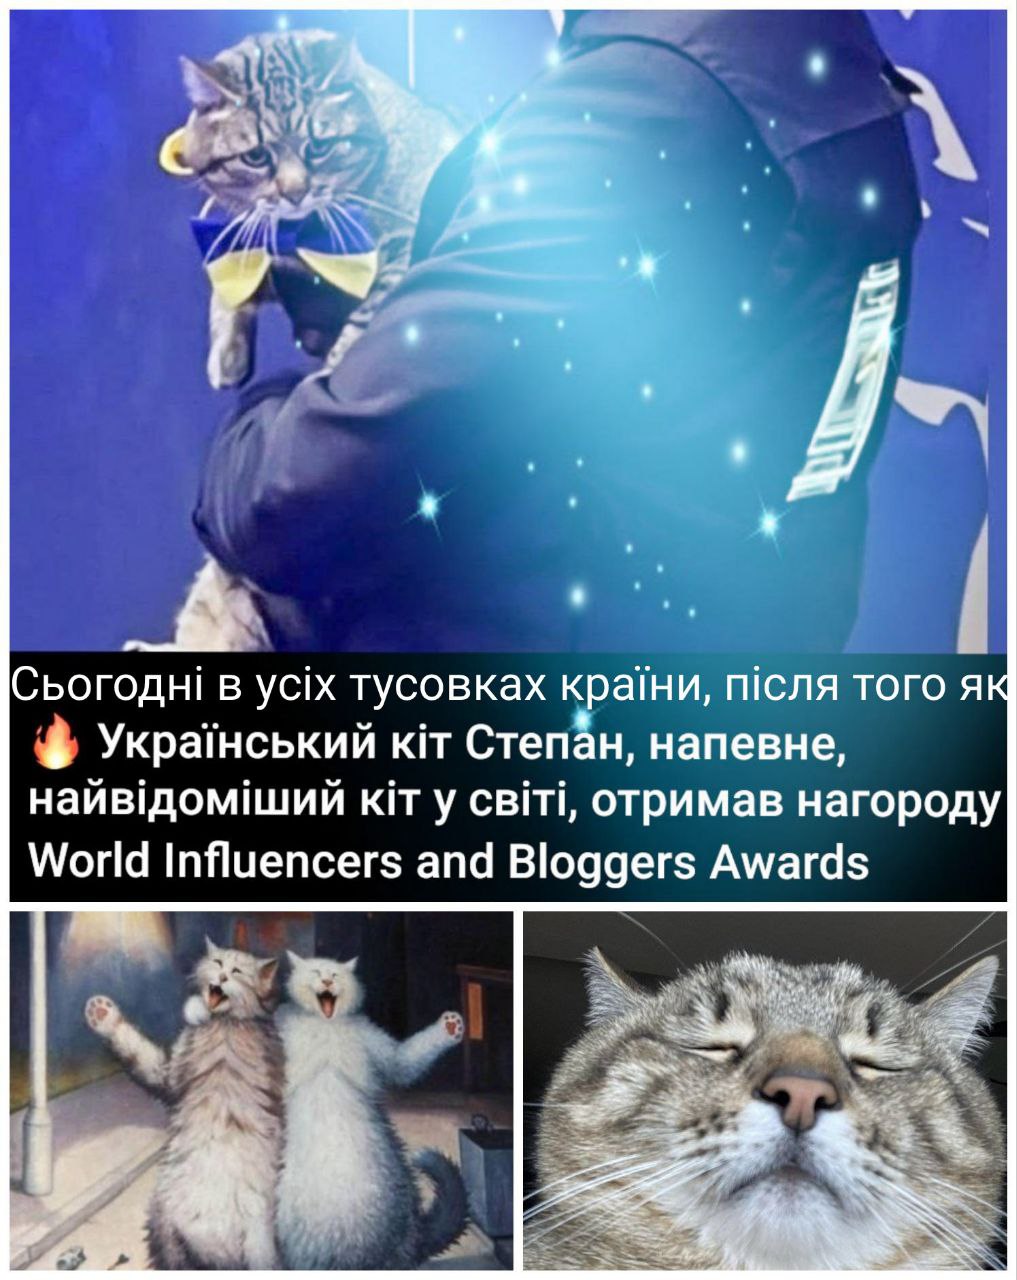 Сьогодні в усіх тусовках країни, після того як
🔥 Український кіт Степан, напевне,
найвідоміший кіт у світі, отримав нагороду
World Influencers and Bloggers Awards